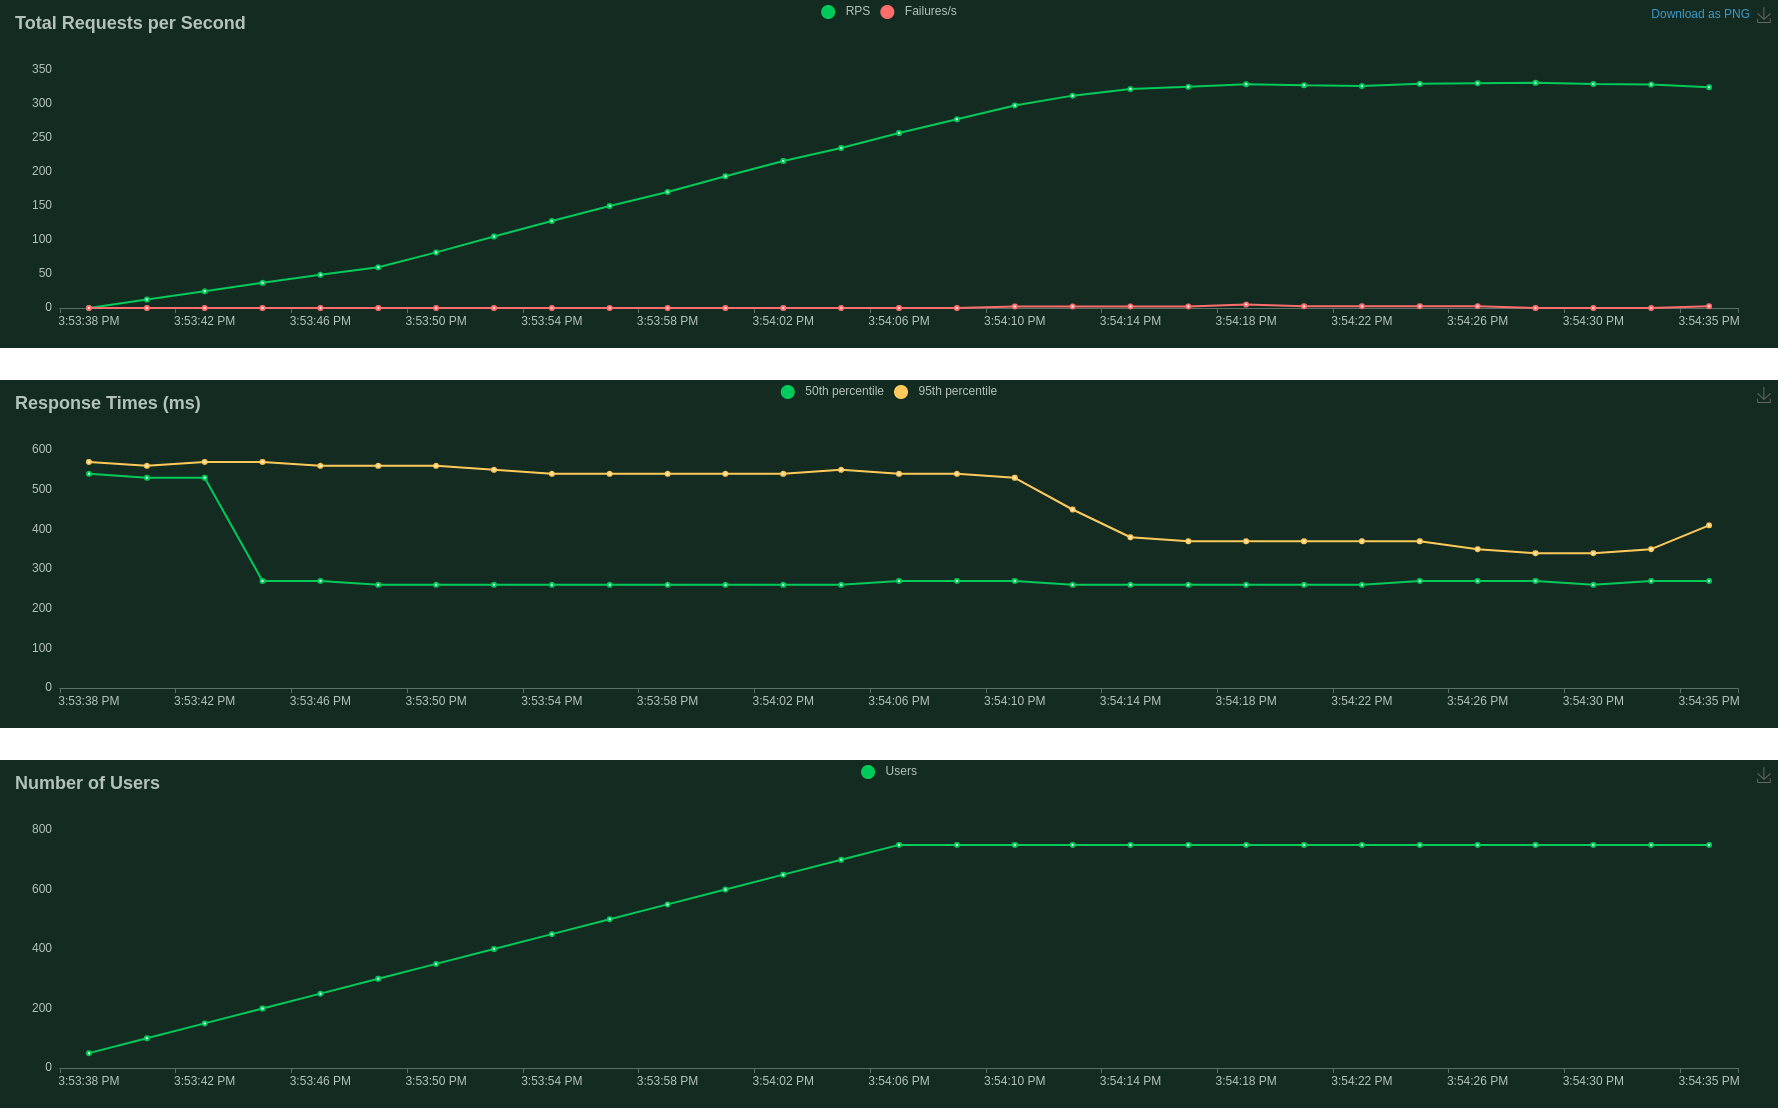 Total Requests per Second
RPS Failures/s
Download as PNG
350
300
250
200
150
100
50
0
3:53:38 PM 3:53:42 PM 3:53:46 PM 3:53:50 PM 3:53:54 PM 3:53:58 PM 3:54:02 PM 3:54:06 PM 3:54:10 PM 3:54:14 PM 3:54:18 PM 3:54:22 PM 3:54:26 PM 3:54:30 PM 3:54:35 PM
Response Times (ms)
50th percentile 95th percentile
600
500
400
300
200
100
0
3:53:38 PM 3:53:42 PM 3:53:46 PM 3:53:50 PM 3:53:54 PM 3:53:58 PM 3:54:02 PM 3:54:06 PM 3:54:10 PM 3:54:14 PM 3:54:18 PM 3:54:22 PM 3:54:26 PM 3:54:30 PM 3:54:35 PM
Number of Users
Users
800
600
400
200
0
3:53:38 PM 3:53:42 PM 3:53:46 PM 3:53:50 PM 3:53:54 PM 3:53:58 PM 3:54:02 PM 3:54:06 PM 3:54:10 PM 3:54:14 PM 3:54:18 PM 3:54:22 PM 3:54:26 PM 3:54:30 PM 3:54:35 PM